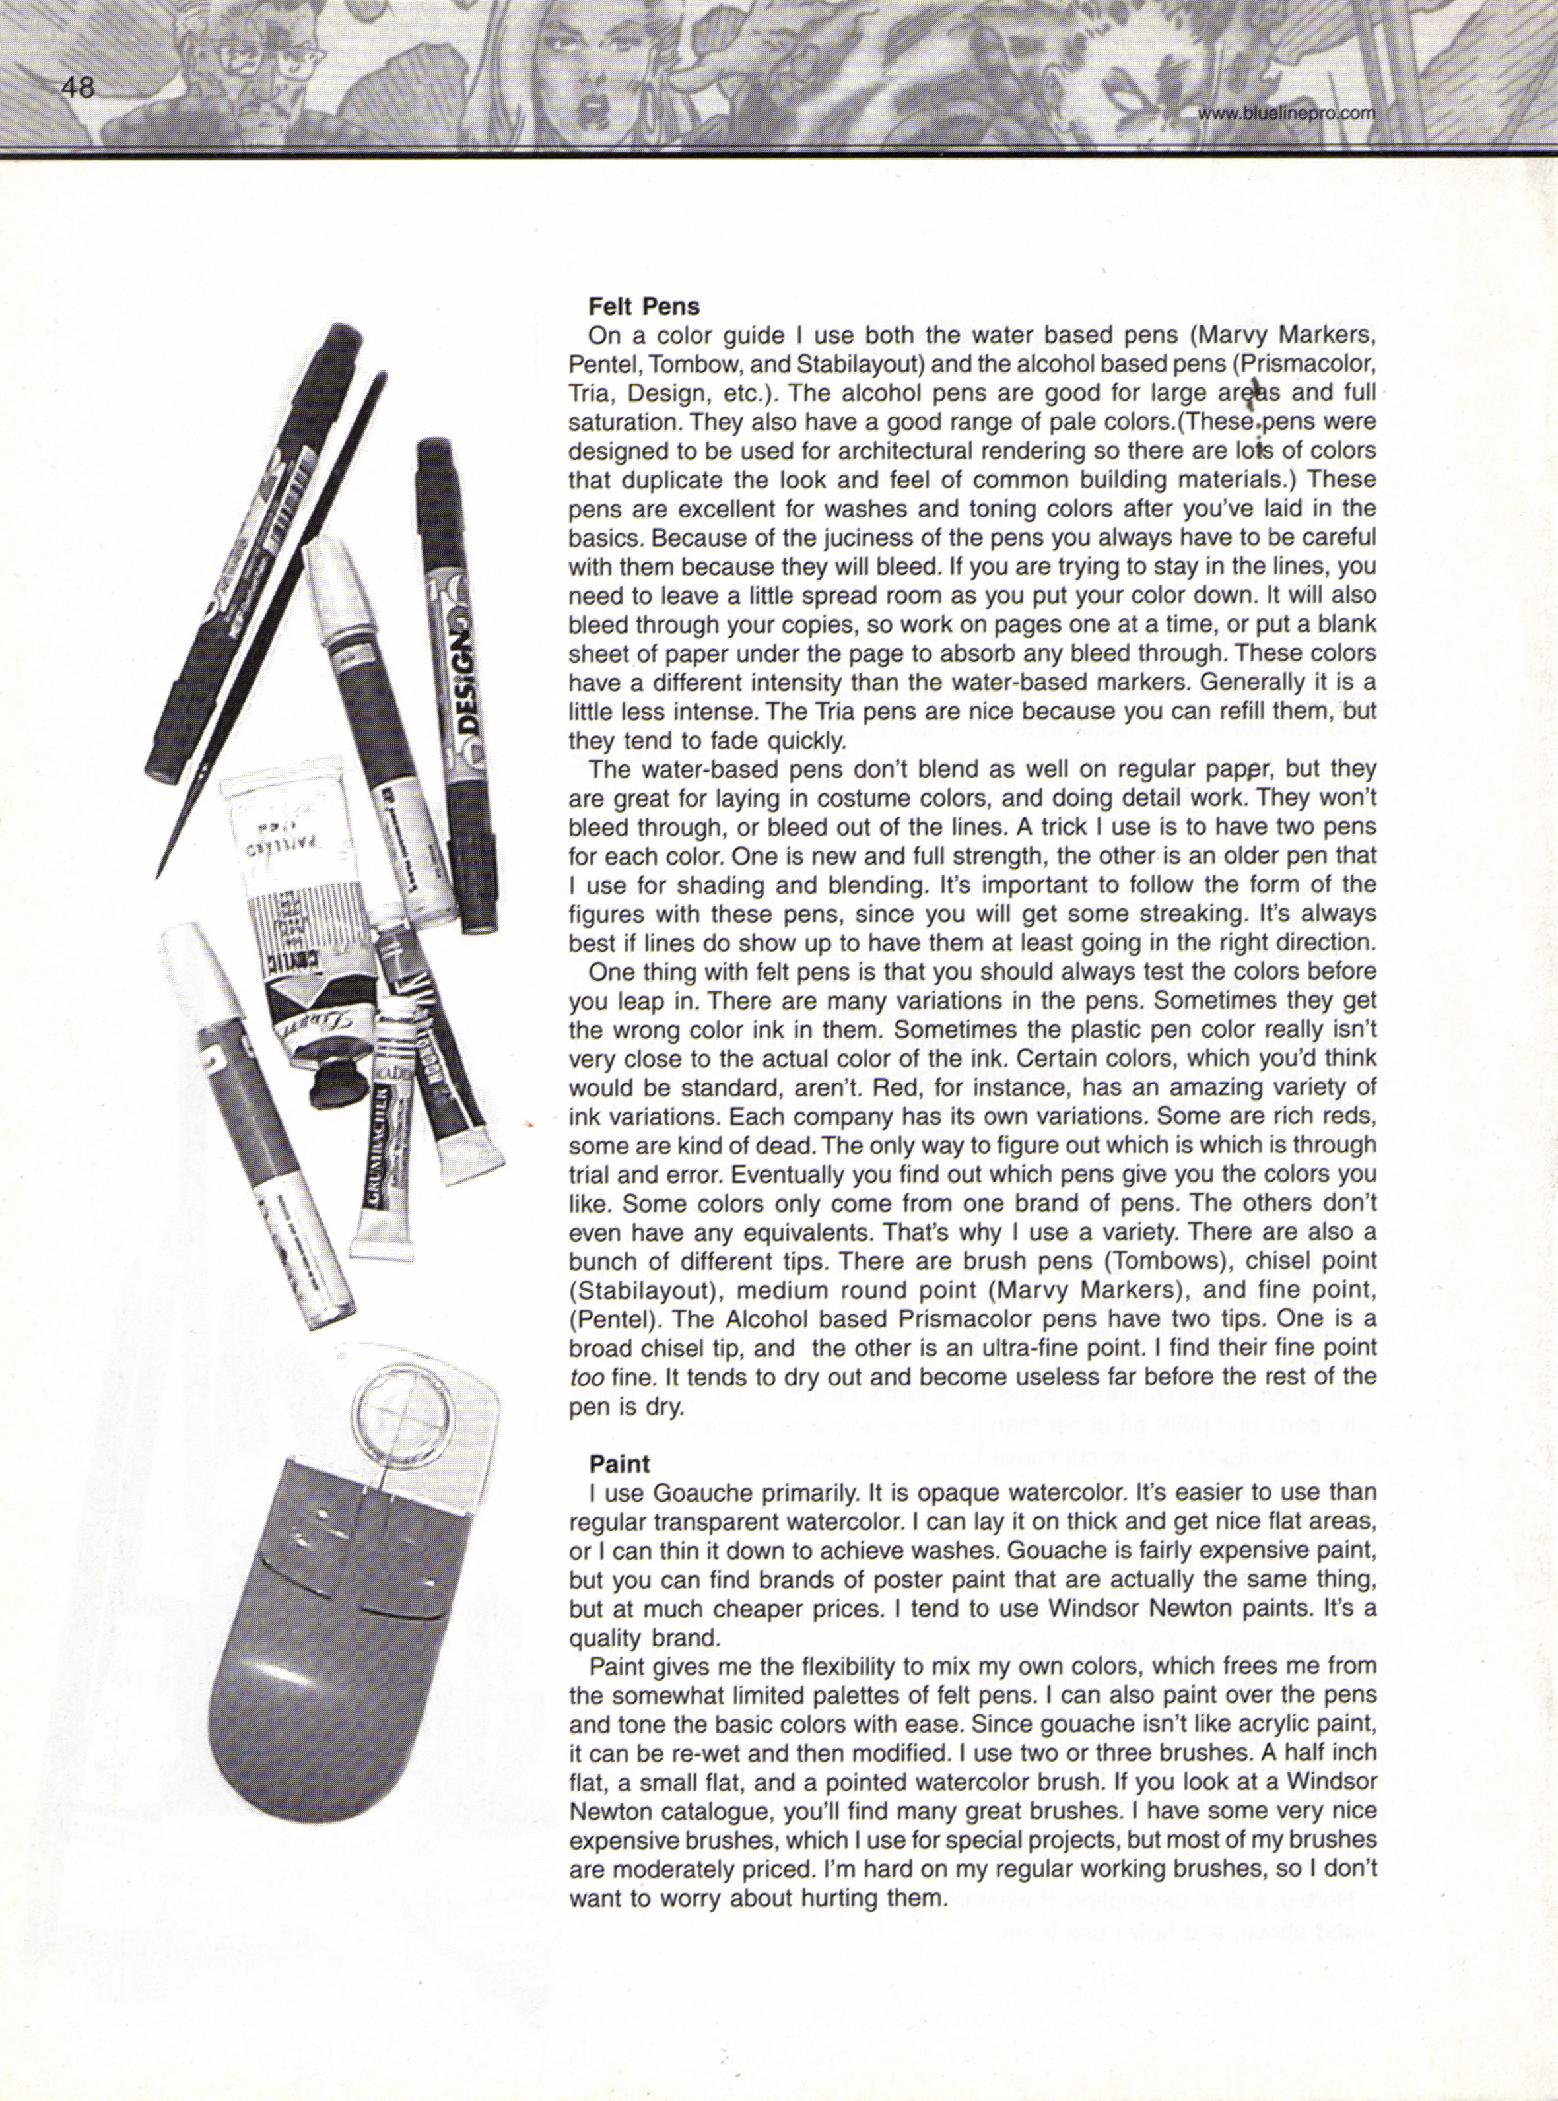 48
www.bluelinepro.com
Felt Pens
On a color guide I use both the water based pens (Marvy Markers,
Pentel, Tombow, and Stabilayout) and the alcohol based pens (Prismacolor,
Tria, Design, etc.). The alcohol pens are good for large areas and full
saturation. They also have a good range of pale colors.(These pens were
designed to be used for architectural rendering so there are lots of colors
that duplicate the look and feel of common building materials.) These
pens are excellent for washes and toning colors after you've laid in the
basics. Because of the juciness of the pens you always have to be careful
with them because they will bleed. If you are trying to stay in the lines, you
need to leave a little spread room as you put your color down. It will also
bleed through your copies, so work on pages one at a time, or put a blank
sheet of paper under the page to absorb any bleed through. These colors
have a different intensity than the water-based markers. Generally it is a
little less intense. The Tria pens are nice because you can refill them, but
they tend to fade quickly.
The water-based pens don't blend as well on regular paper, but they
are great for laying in costume colors, and doing detail work. They won't
bleed through, or bleed out of the lines. A trick I use is to have two pens
for each color. One is new and full strength, the other is an older pen that
I use for shading and blending. It's important to follow the form of the
figures with these pens, since you will get some streaking. It's always
best if lines do show up to have them at least going in the right direction.
One thing with felt pens is that you should always test the colors before
you leap in. There are many variations in the pens. Sometimes they get
the wrong color ink in them. Sometimes the plastic pen color really isn't
very close to the actual color of the ink. Certain colors, which you'd think
would be standard, aren't. Red, for instance, has an amazing variety of
ink variations. Each company has its own variations. Some are rich reds,
some are kind of dead. The only way to figure out which is which is through
trial and error. Eventually you find out which pens give you the colors you
like. Some colors only come from one brand of pens. The others don't
even have any equivalents. That's why I use a variety. There are also a
bunch of different tips. There are brush pens (Tombows), chisel point
(Stabilayout), medium round point (Marvy Markers), and fine point,
(Pentel). The Alcohol based Prismacolor pens have two tips. One is a
broad chisel tip, and the other is an ultra-fine point. I find their fine point
too fine. It tends to dry out and become useless far before the rest of the
pen is dry.
Paint
I use Goauche primarily. It is opaque watercolor. It's easier to use than
regular transparent watercolor. I can lay it on thick and get nice flat areas,
or I can thin it down to achieve washes. Gouache is fairly expensive paint,
but you can find brands of poster paint that are actually the same thing,
but at much cheaper prices. I tend to use Windsor Newton paints. It's a
quality brand.
Paint gives me the flexibility to mix my own colors, which frees me from
the somewhat limited palettes of felt pens. I can also paint over the pens
and tone the basic colors with ease. Since gouache isn't like acrylic paint,
it can be re-wet and then modified. I use two or three brushes. A half inch
flat, a small flat, and a pointed watercolor brush. If you look at a Windsor
Newton catalogue, you'll find many great brushes. I have some very nice
expensive brushes, which I use for special projects, but most of my brushes
are moderately priced. I'm hard on my regular working brushes, so I don't
want to worry about hurting them.
DESIGN
PAILLARD
GRUMBACHER